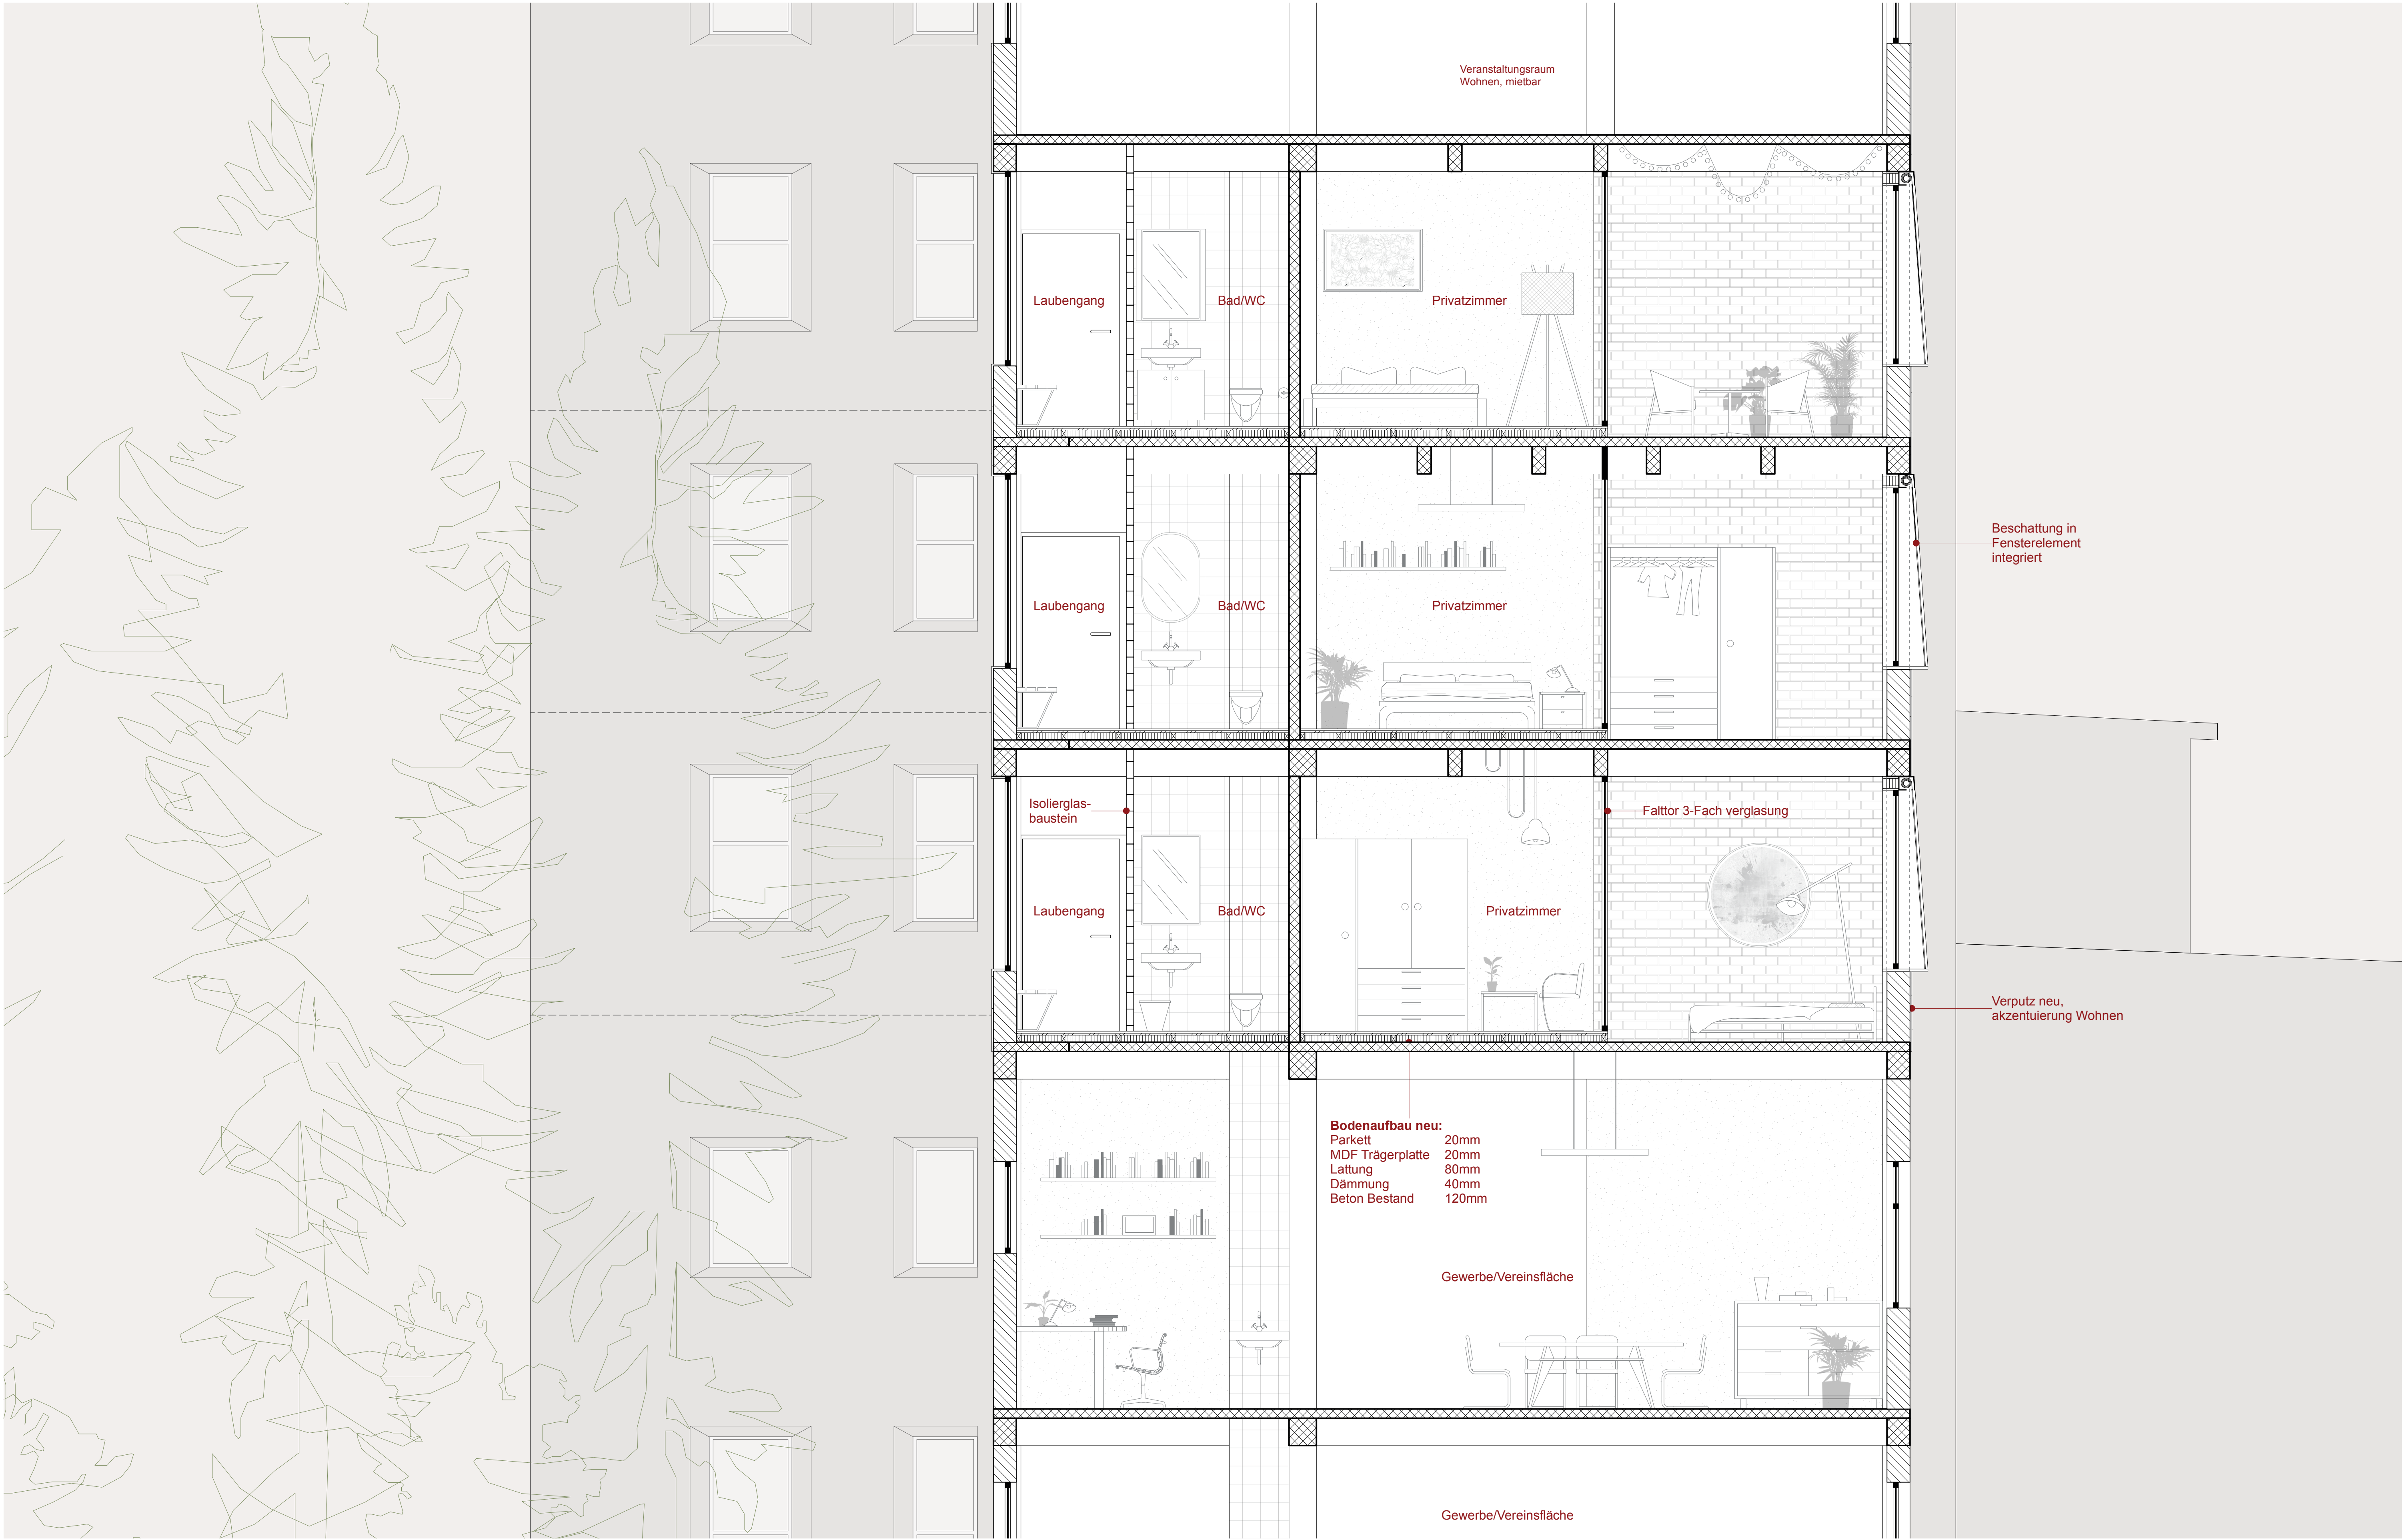 Veranstaltungsraum
Wohnen, mietbar
Laubengang
Bad/WC
Privatzimmer
Beschattung in
Fensterelement
integriert
Laubengang
Bad/WC
Privatzimmer
Isolierglas-
baustein
Falttor 3-Fach verglasung
Laubengang
Bad/WC
Privatzimmer
Verputz neu,
akzentuierung Wohnen
Bodenaufbau neu:
Parkett 20mm
MDF Trägerplatte 20mm
Lattung 80mm
Dämmung 40mm
Beton Bestand 120mm
Gewerbe/Vereinsfläche
Gewerbe/Vereinsfläche